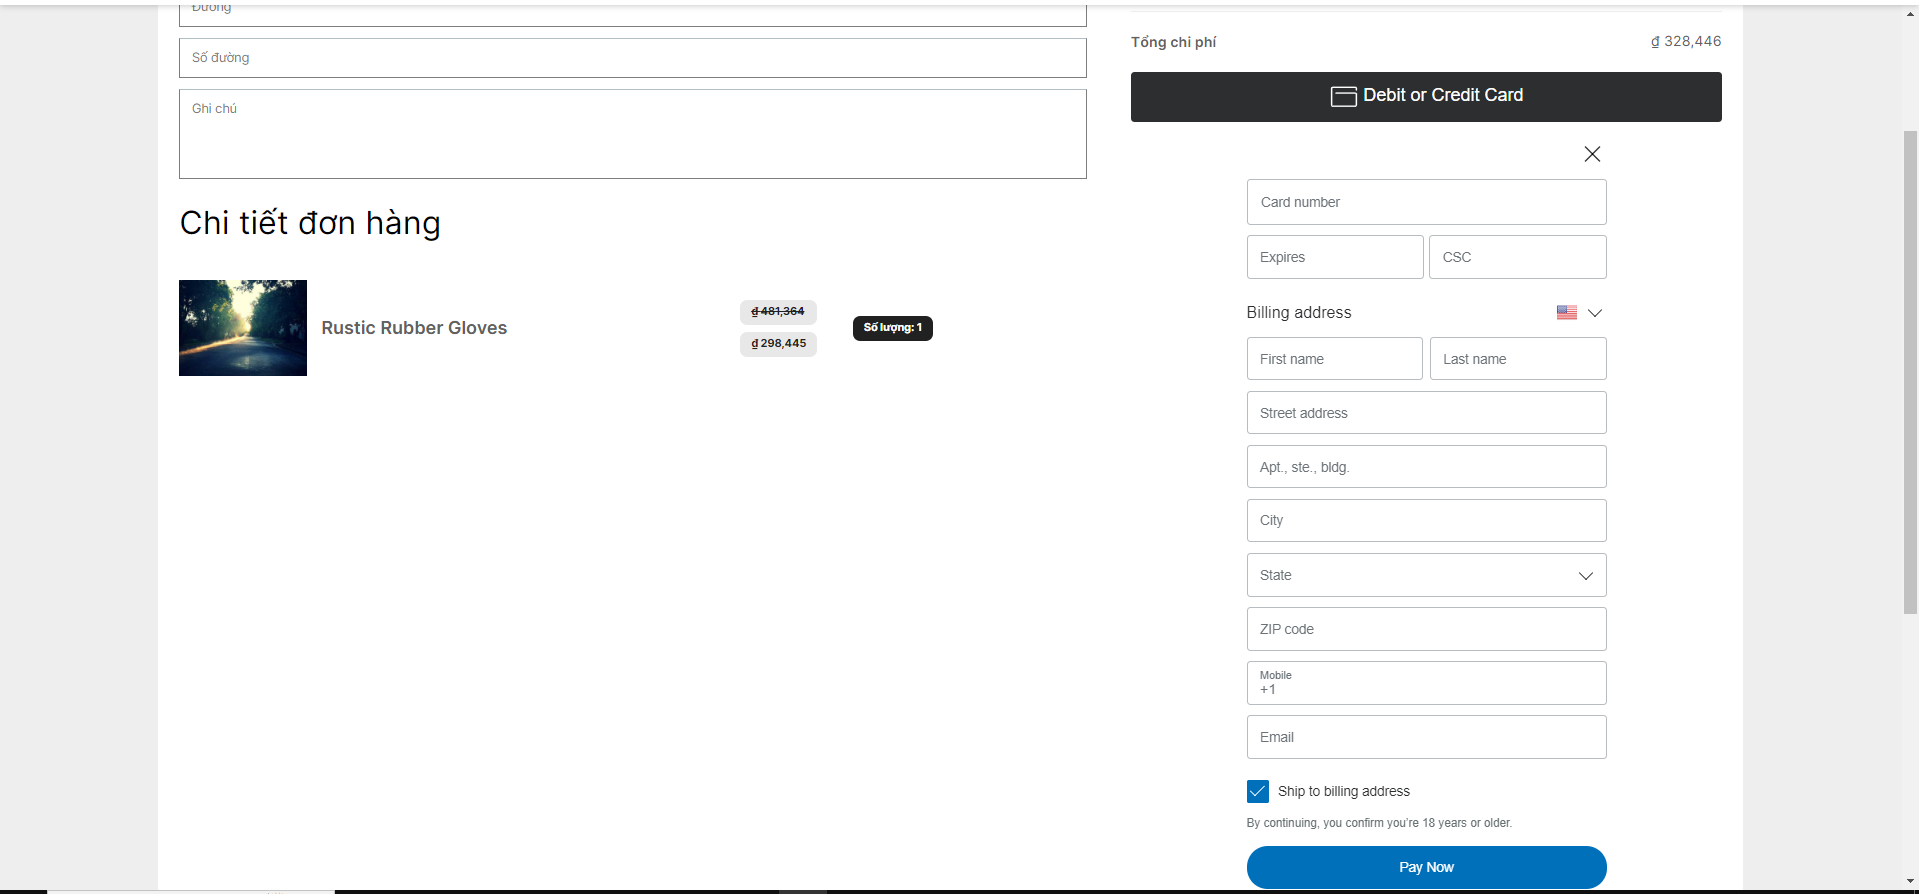 Đường
Số đường
Ghi chú
Chi tiết đơn hàng
Rustic Rubber Gloves
₫ 481,364
₫ 298,445
Số lượng: 1
Tổng chi phí
₫ 328,446
Debit or Credit Card
Card number
Expires
CSC
Billing address
First name
Last name
Street address
Apt., ste., bldg.
City
State
ZIP code
Mobile
+1
Email
Ship to billing address
By continuing, you confirm you're 18 years or older.
Pay Now